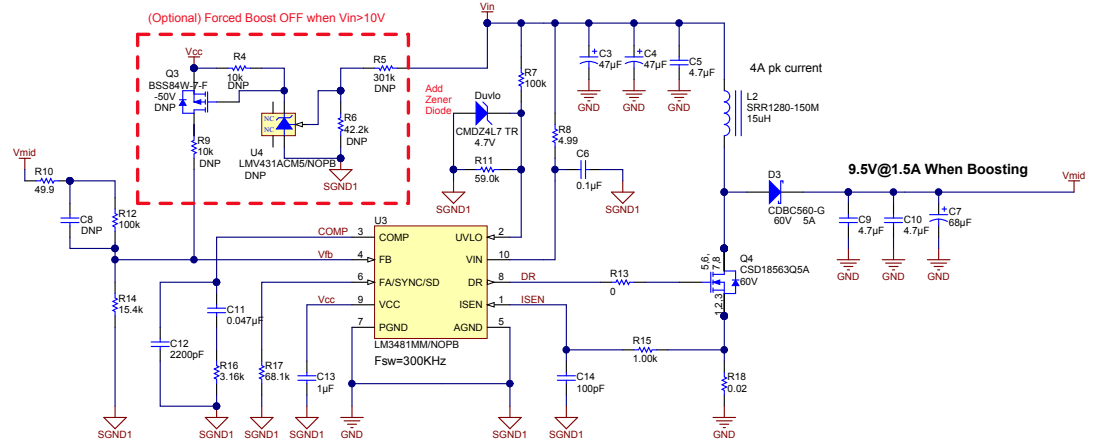 (Optional) Forced Boost OFF when Vin>10V
Vin
Vcc
R4
10k
DNP
Q3
BSS84W-7-F
-50V
DNP
R5
301k
DNP
R9
10k
DNP
NC
NC
U4
LMV431ACM5/NOPB
DNP
R6
42.2k
DNP
SGND1
Add
Zener
Diode
Duvlo
CMDZ4L7 TR
4.7V
R7
100k
R11
59.0k
SGND1
R8
4.99
C6
0.1µF
SGND1
C3
47µF
GND
C4
47µF
GND
C5
4.7µF
GND
4A pk current
L2
SRR1280-150M
15uH
9.5V@1.5A When Boosting
Vmid
D3
CDBC560-G
60V 5A
C9
4.7µF
GND
C10
4.7µF
GND
C7
68µF
GND
Vmid
R10
49.9
C8
DNP
R12
100k
R14
15.4k
SGND1
C12
2200pF
C11
0.047µF
R16
3.16k
SGND1
R17
68.1k
SGND1
C13
1µF
SGND1
COMP
Vfb
Vcc
U3
3 COMP UVLO 2
4 FB VIN 10
6 FA/SYNC/SD DR 8
9 VCC ISEN 1
7 PGND AGND 5
LM3481MM/NOPB
Fsw=300KHz
GND
SGND1
DR
ISEN
R13
0
Q4
CSD18563Q5A
60V
5,6,
7,8
1,2,3
R15
1.00k
C14
100pF
SGND1
R18
0.02
GND